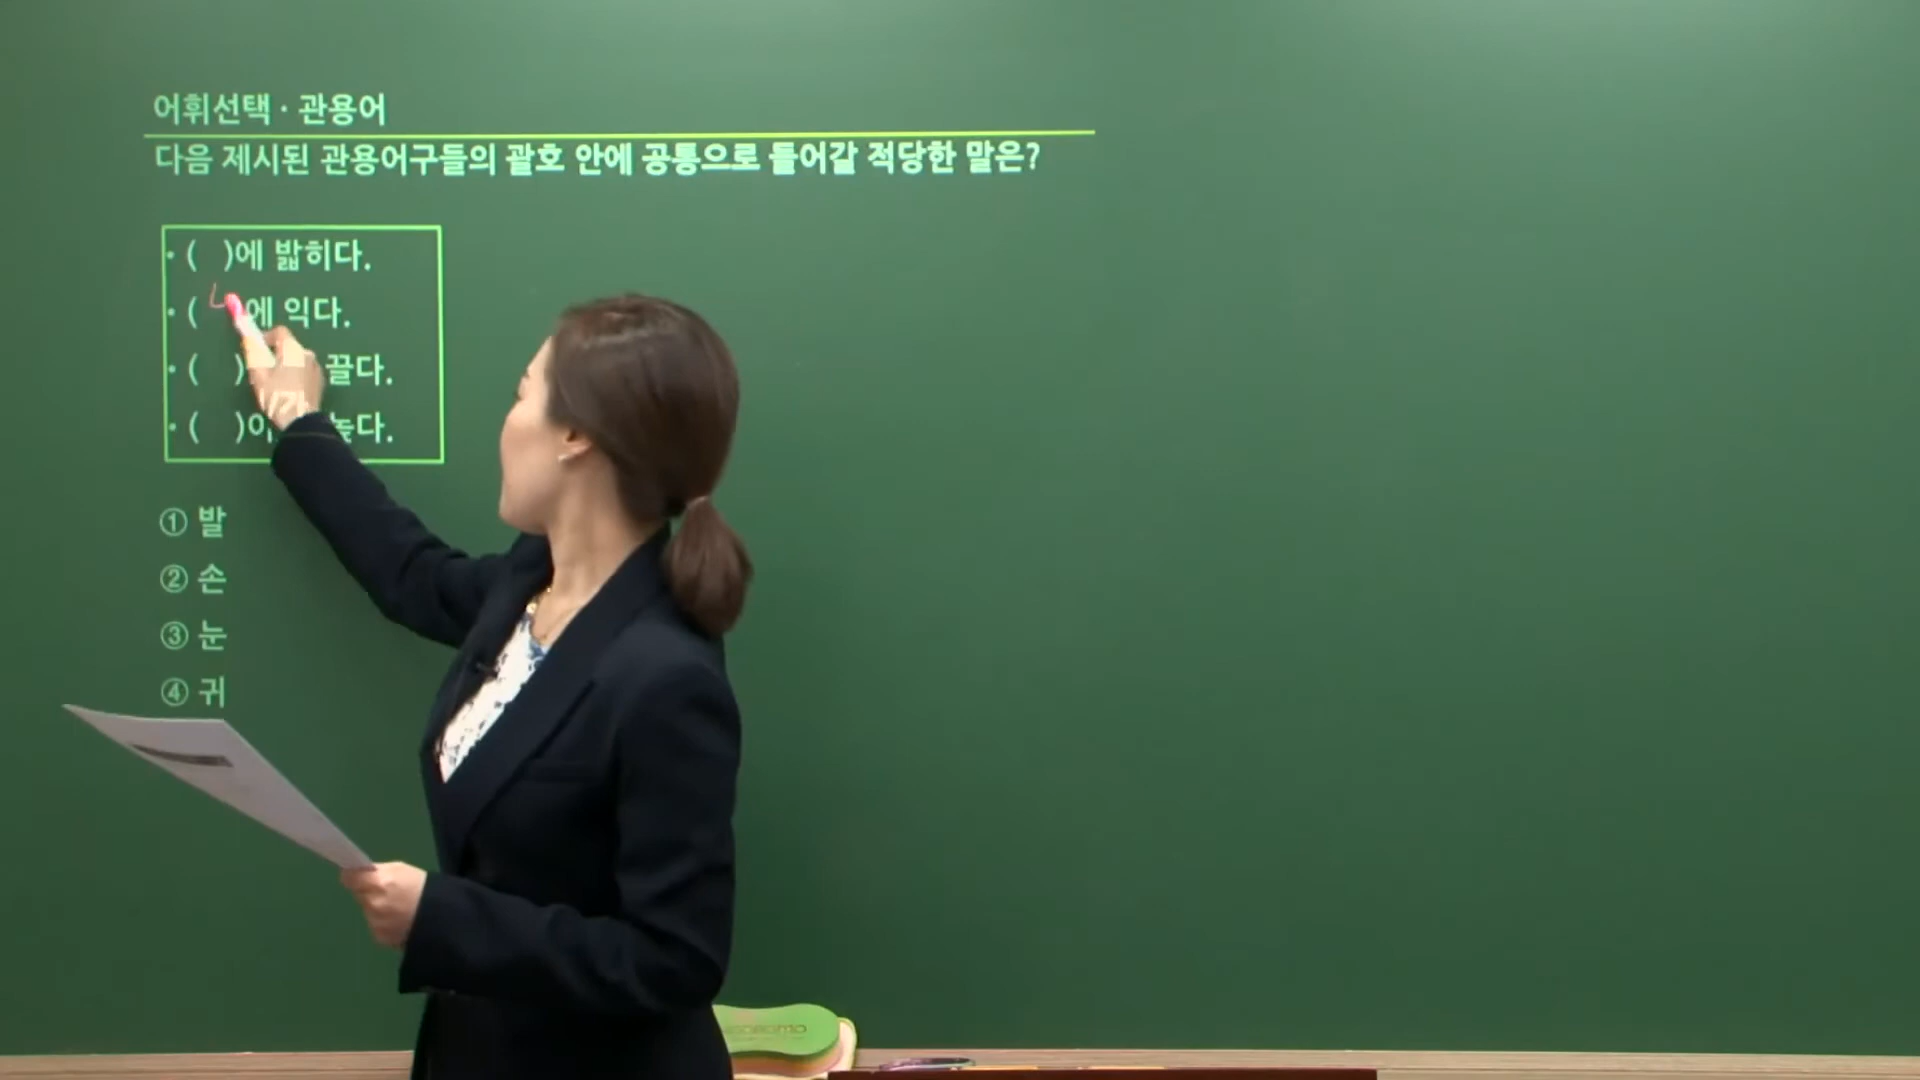 어휘선택 · 관용어
다음 제시된 관용어구들의 괄호 안에 공통으로 들어갈 적당한 말은?
• ( )에 밟히다.
• ( )에 익다.
• ( ) 끌다.
• ( )이 높다.
① 발
② 손
③ 눈
④ 귀